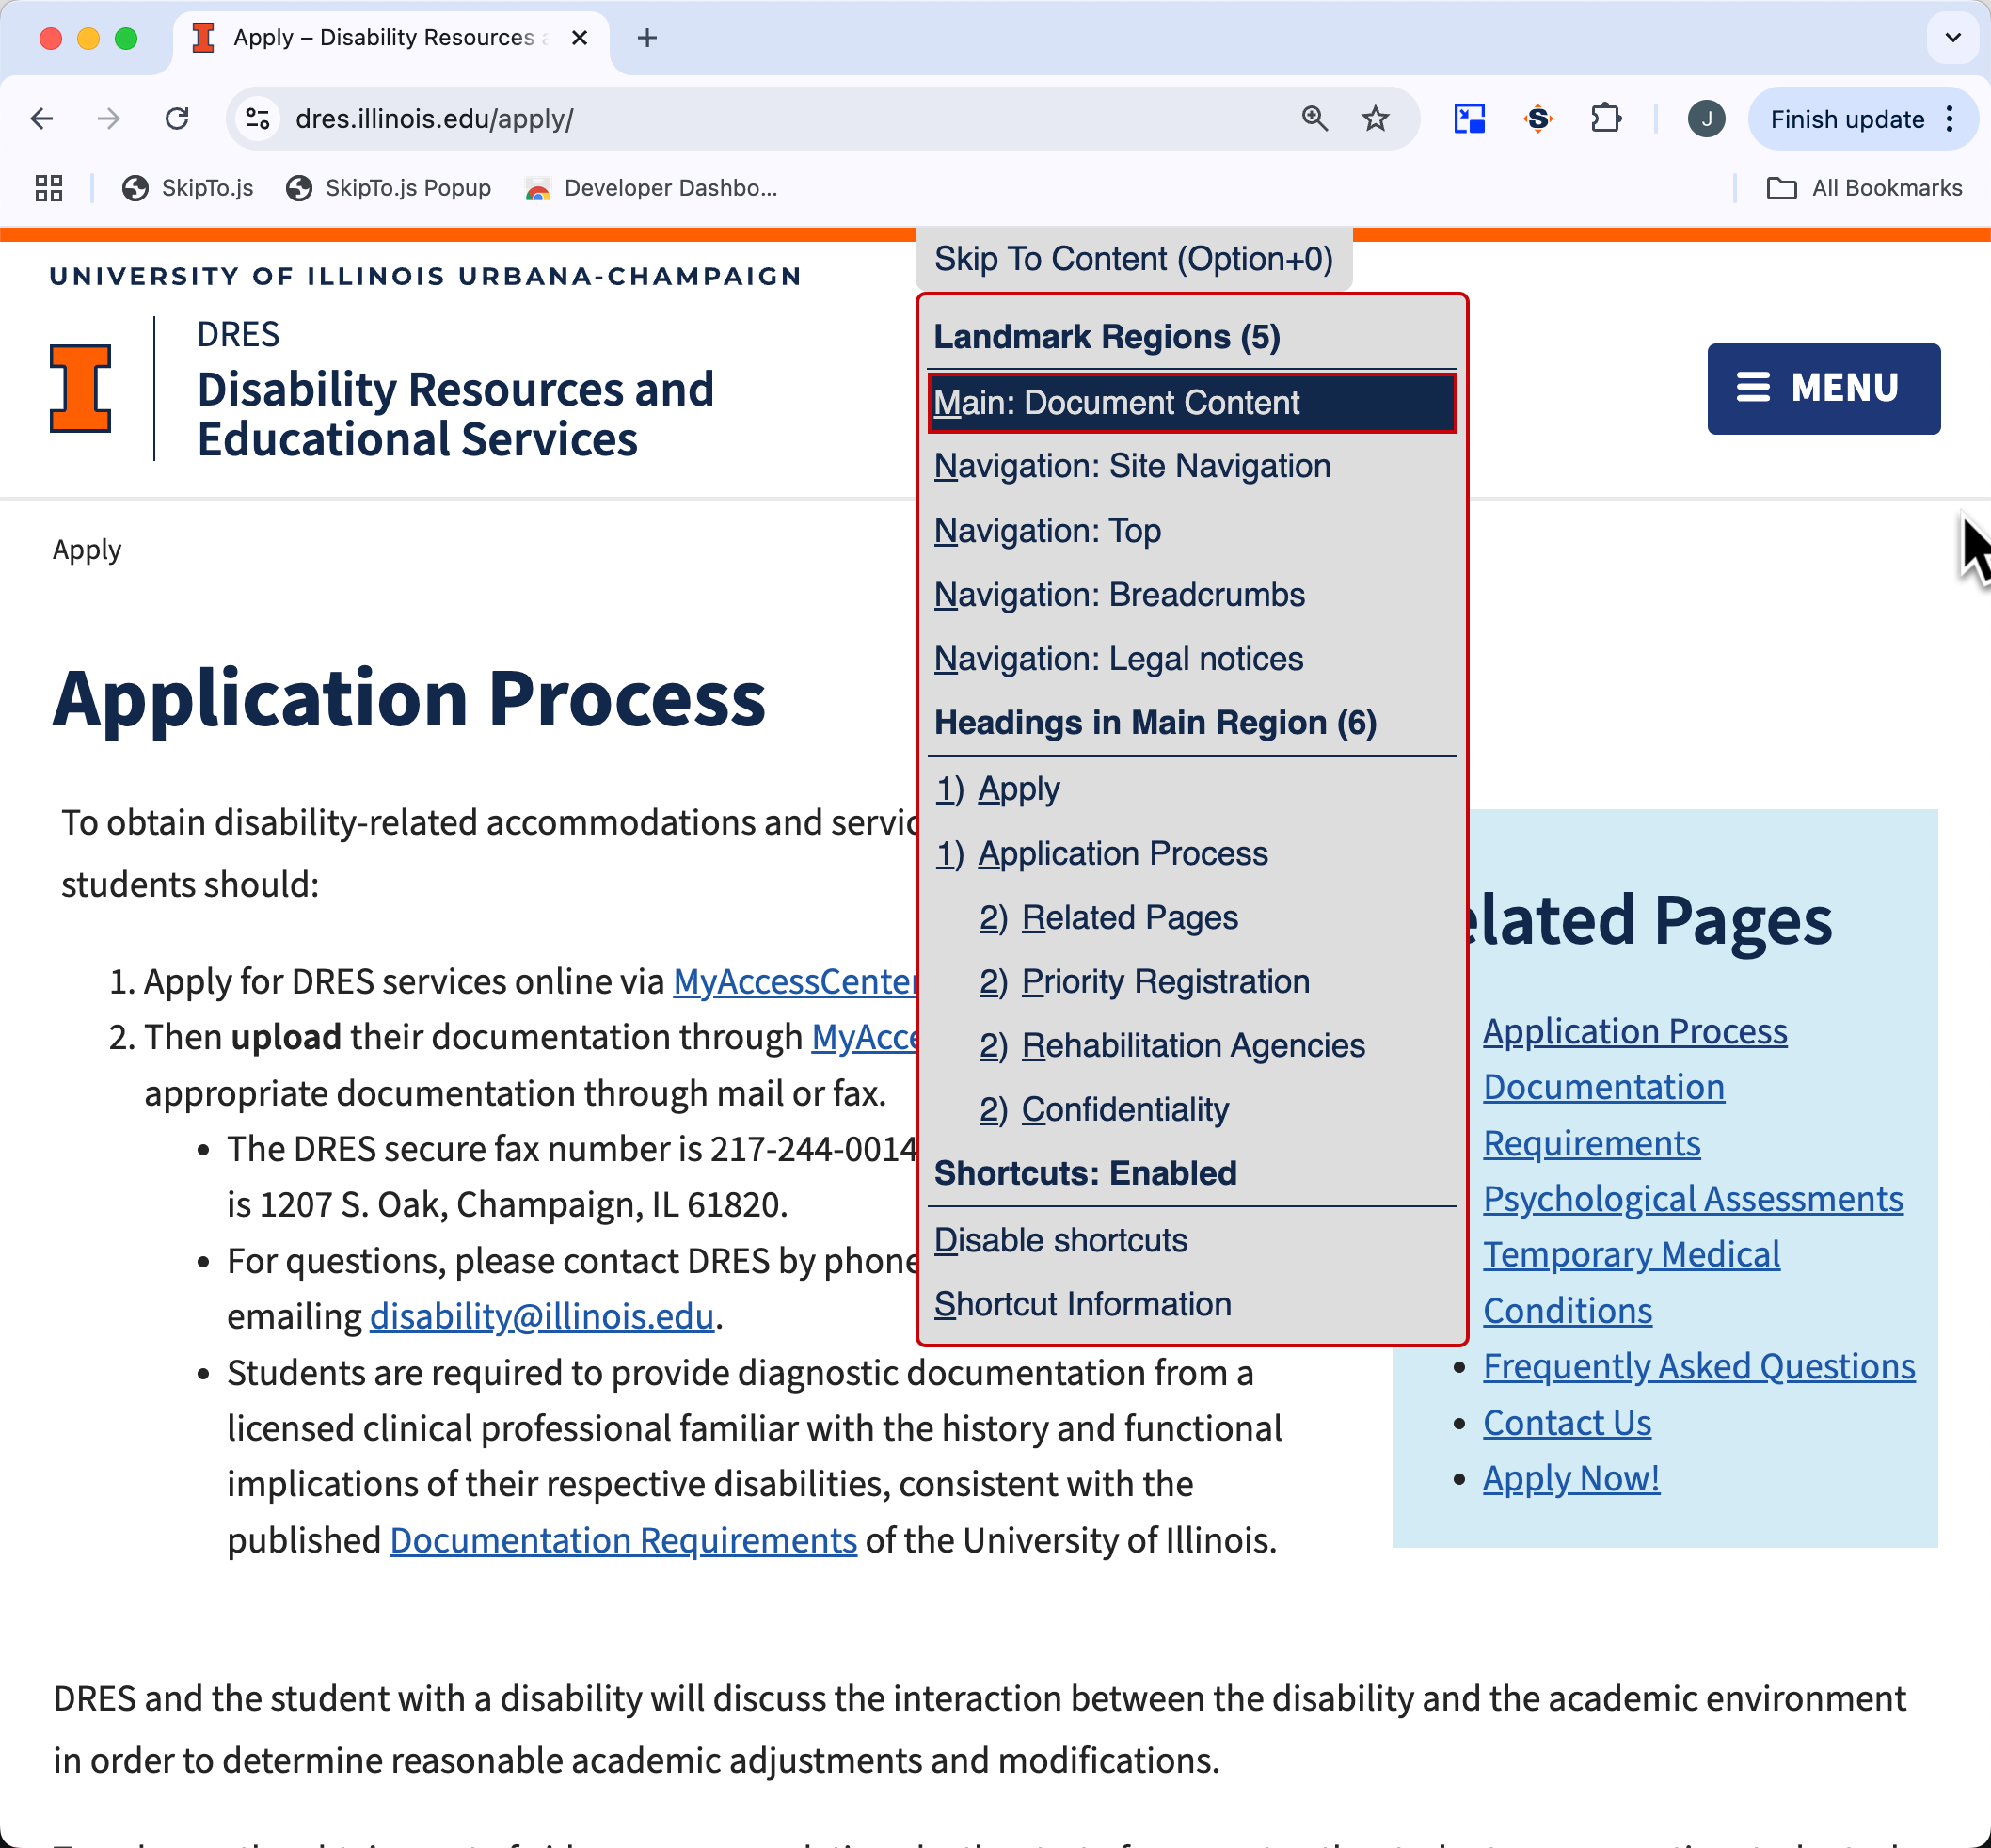 Apply – Disability Resources
dres.illinois.edu/apply/
J
Finish update
SkipTo.js
SkipTo.js Popup
Developer Dashbo...
All Bookmarks
UNIVERSITY OF ILLINOIS URBANA-CHAMPAIGN
DRES
Disability Resources and
Educational Services
MENU
Skip To Content (Option+0)
Landmark Regions (5)
Main: Document Content
Navigation: Site Navigation
Navigation: Top
Navigation: Breadcrumbs
Navigation: Legal notices
Headings in Main Region (6)
1) Apply
1) Application Process
2) Related Pages
2) Priority Registration
2) Rehabilitation Agencies
2) Confidentiality
Shortcuts: Enabled
Disable shortcuts
Shortcut Information
Apply
Application Process
To obtain disability-related accommodations and
students should:
1. Apply for DRES services online via MyAccessCenter
2. Then upload their documentation through
appropriate documentation through mail or fax.
• The DRES secure fax number is 217-244-0014
is 1207 S. Oak, Champaign, IL 61820.
• For questions, please contact DRES by phone
emailing disability@illinois.edu.
• Students are required to provide diagnostic documentation from a
licensed clinical professional familiar with the history and functional
implications of their respective disabilities, consistent with the
published Documentation Requirements of the University of Illinois.
Pages
Application Process
Documentation
Requirements
Psychological Assessments
Temporary Medical
Conditions
• Frequently Asked Questions
• Contact Us
• Apply Now!
DRES and the student with a disability will discuss the interaction between the disability and the academic environment
in order to determine reasonable academic adjustments and modifications.